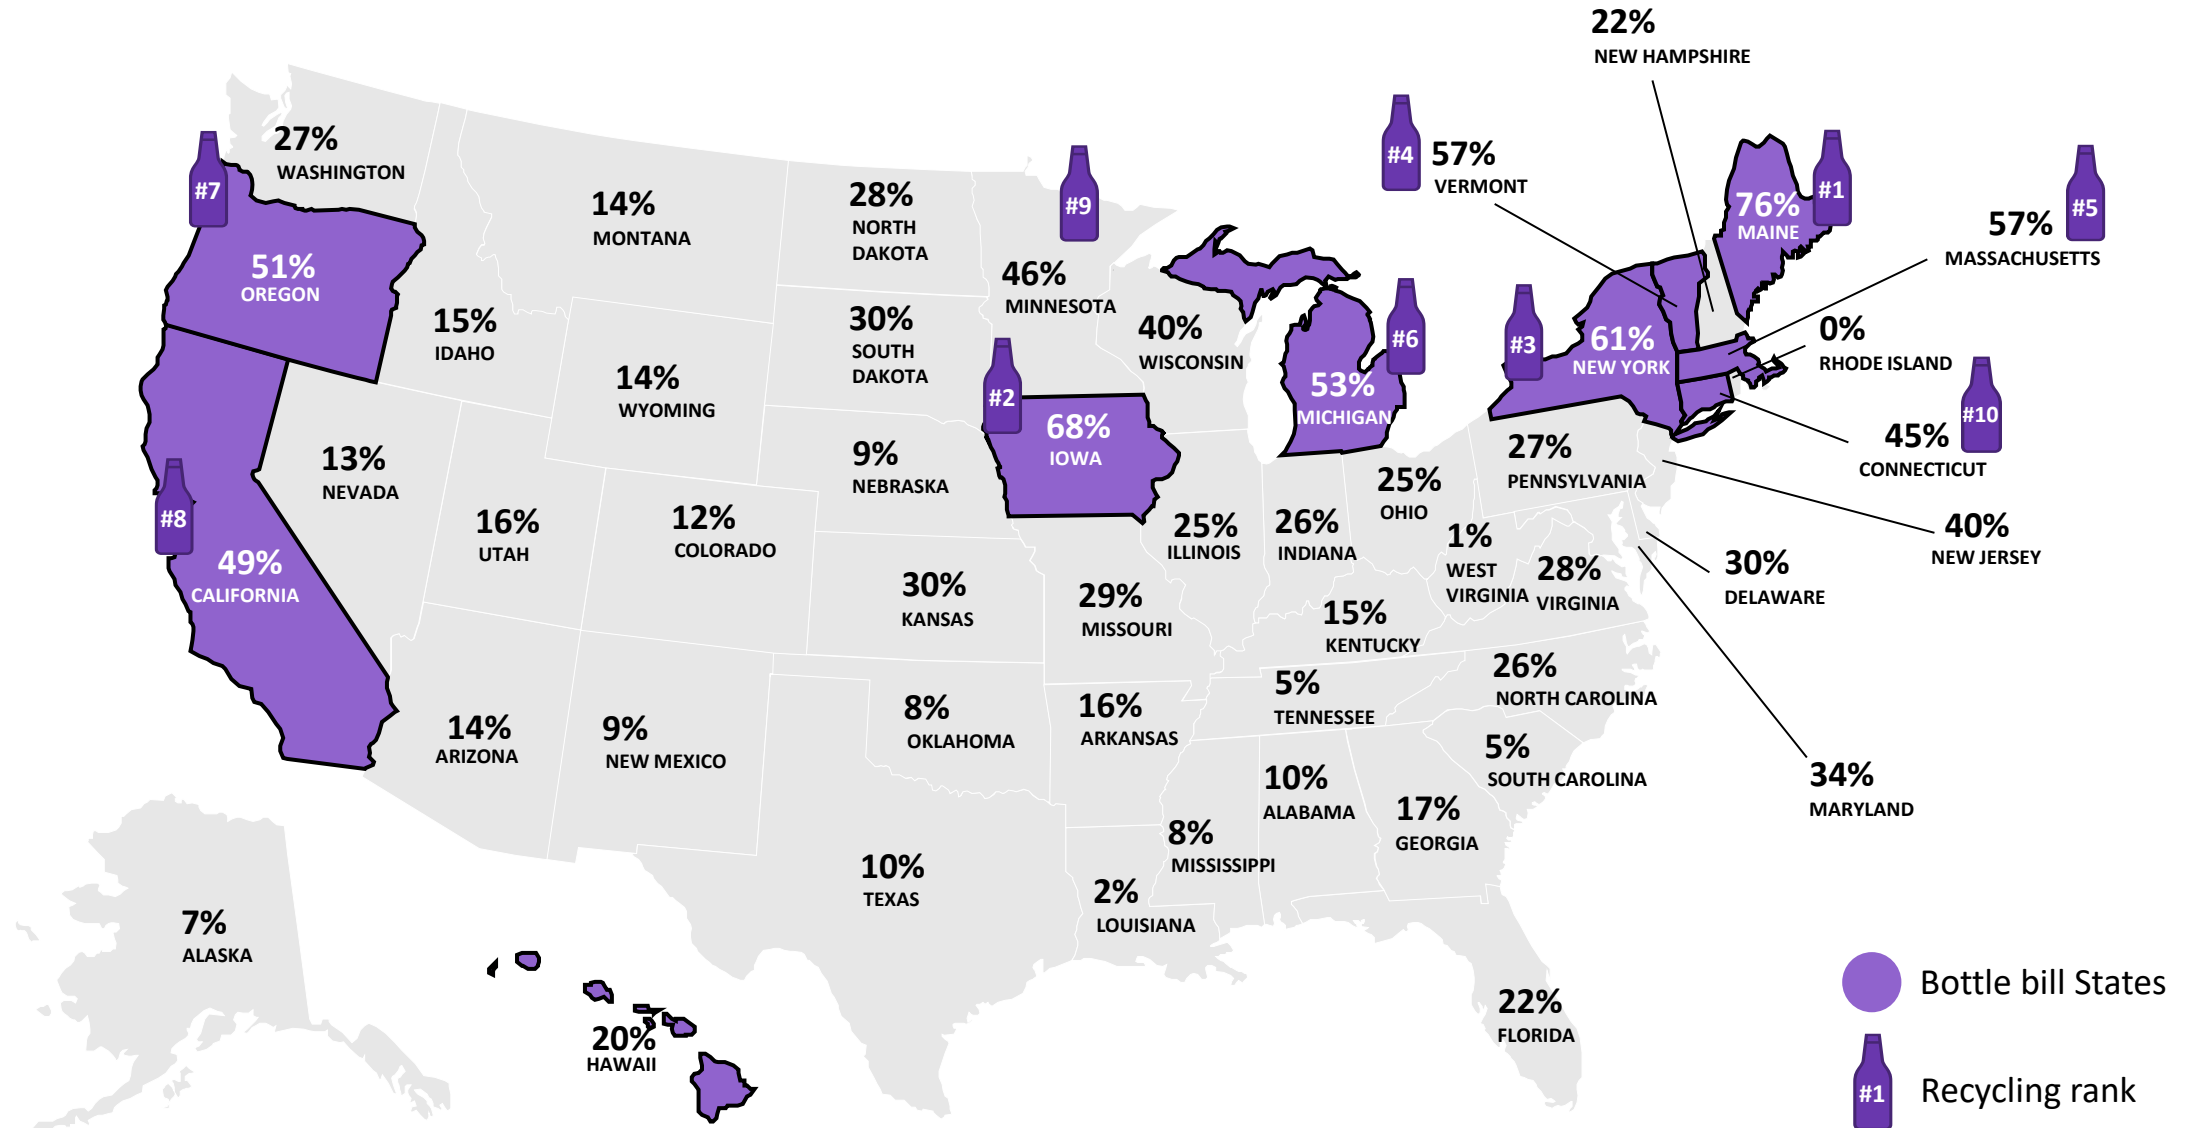 22%
NEW HAMPSHIRE
27%
WASHINGTON
#7
51%
OREGON
14%
MONTANA
28%
NORTH
DAKOTA
#9
46%
MINNESOTA
#4
57%
VERMONT
76%
MAINE
#1
57%
#5
MASSACHUSETTS
15%
IDAHO
14%
WYOMING
30%
SOUTH
DAKOTA
40%
WISCONSIN
#6
53%
MICHIGAN
#3
61%
NEW YORK
0%
RHODE ISLAND
#2
68%
IOWA
#10
45%
CONNECTICUT
13%
NEVADA
#8
49%
CALIFORNIA
16%
UTAH
12%
COLORADO
9%
NEBRASKA
25%
ILLINOIS
26%
INDIANA
25%
OHIO
27%
PENNSYLVANIA
1%
WEST
VIRGINIA
28%
VIRGINIA
40%
NEW JERSEY
30%
DELAWARE
30%
KANSAS
29%
MISSOURI
15%
KENTUCKY
26%
NORTH CAROLINA
14%
ARIZONA
9%
NEW MEXICO
8%
OKLAHOMA
16%
ARKANSAS
5%
TENNESSEE
5%
SOUTH CAROLINA
34%
MARYLAND
10%
TEXAS
2%
LOUISIANA
8%
MISSISSIPPI
10%
ALABAMA
17%
GEORGIA
7%
ALASKA
20%
HAWAII
22%
FLORIDA
Bottle bill States
#1
Recycling rank